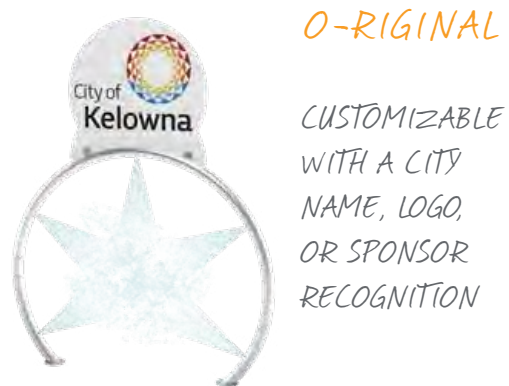 O-RIGINAL
City of
Kelowna
CUSTOMIZABLE
WITH A CITY
NAME, LOGO,
OR SPONSOR
RECOGNITION